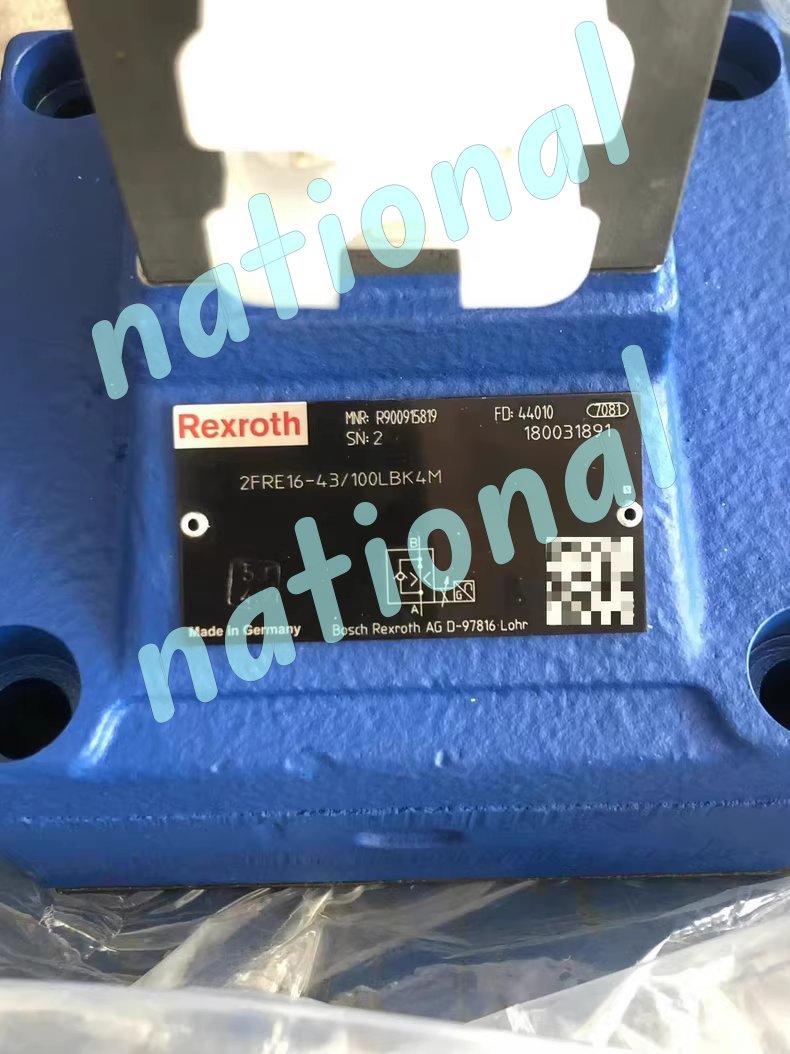 national
Rexroth
MNR: R900915819
FD: 44010
7081
SN: 2
180031891
2FRE16-43/100LBK4M
national
B
G
A
Made in Germany
Bosch Rexroth AG D-97816 Lohr